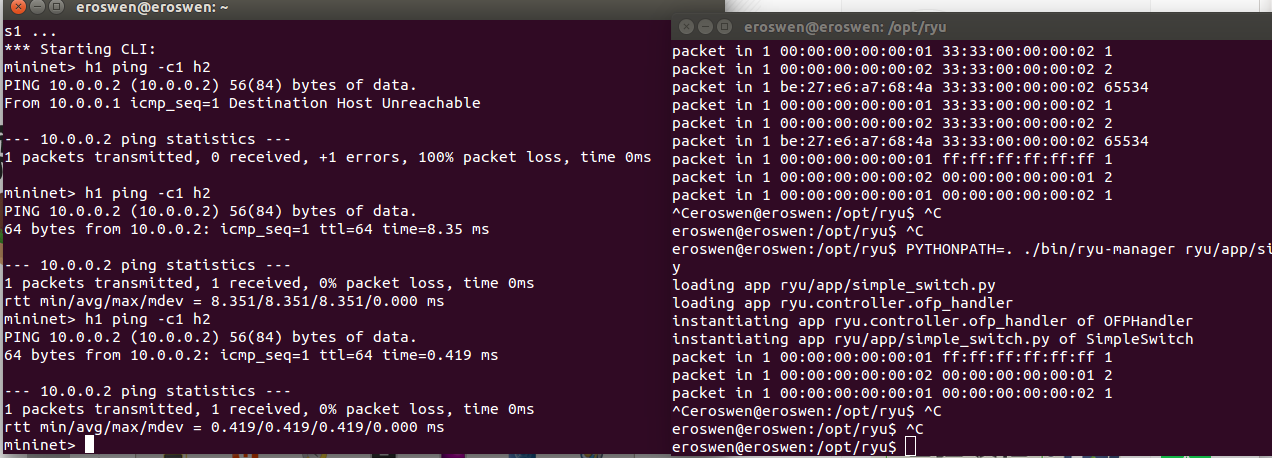 eroswen@eroswen: ~
s1 ...
*** Starting CLI:
mininet> h1 ping -c1 h2
PING 10.0.0.2 (10.0.0.2) 56(84) bytes of data.
From 10.0.0.1 icmp_seq=1 Destination Host Unreachable
--- 10.0.0.2 ping statistics ---
1 packets transmitted, 0 received, +1 errors, 100% packet loss, time 0ms
mininet> h1 ping -c1 h2
PING 10.0.0.2 (10.0.0.2) 56(84) bytes of data.
64 bytes from 10.0.0.2: icmp_seq=1 ttl=64 time=8.35 ms
--- 10.0.0.2 ping statistics ---
1 packets transmitted, 1 received, 0% packet loss, time 0ms
rtt min/avg/max/mdev = 8.351/8.351/8.351/0.000 ms
mininet> h1 ping -c1 h2
PING 10.0.0.2 (10.0.0.2) 56(84) bytes of data.
64 bytes from 10.0.0.2: icmp_seq=1 ttl=64 time=0.419 ms
--- 10.0.0.2 ping statistics ---
1 packets transmitted, 1 received, 0% packet loss, time 0ms
rtt min/avg/max/mdev = 0.419/0.419/0.419/0.000 ms
mininet>
eroswen@eroswen: /opt/ryu
packet in 1 00:00:00:00:00:01 33:33:00:00:00:02 1
packet in 1 00:00:00:00:00:02 33:33:00:00:00:02 2
packet in 1 be:27:e6:a7:68:4a 33:33:00:00:00:02 65534
packet in 1 00:00:00:00:00:01 33:33:00:00:00:02 1
packet in 1 00:00:00:00:00:02 33:33:00:00:00:02 2
packet in 1 be:27:e6:a7:68:4a 33:33:00:00:00:02 65534
packet in 1 00:00:00:00:00:01 ff:ff:ff:ff:ff:ff 1
packet in 1 00:00:00:00:00:02 00:00:00:00:00:01 2
packet in 1 00:00:00:00:00:01 00:00:00:00:00:02 1
^Ceroswen@eroswen:/opt/ryu$ ^C
eroswen@eroswen:/opt/ryu$ ^C
eroswen@eroswen:/opt/ryu$ PYTHONPATH=. ./bin/ryu-manager ryu/app/si
y
loading app ryu/app/simple_switch.py
loading app ryu.controller.ofp_handler
instantiating app ryu.controller.ofp_handler of OFPHandler
instantiating app ryu/app/simple_switch.py of SimpleSwitch
packet in 1 00:00:00:00:00:01 ff:ff:ff:ff:ff:ff 1
packet in 1 00:00:00:00:00:02 00:00:00:00:00:01 2
packet in 1 00:00:00:00:00:01 00:00:00:00:00:02 1
^Ceroswen@eroswen:/opt/ryu$ ^C
eroswen@eroswen:/opt/ryu$ ^C
eroswen@eroswen:/opt/ryu$